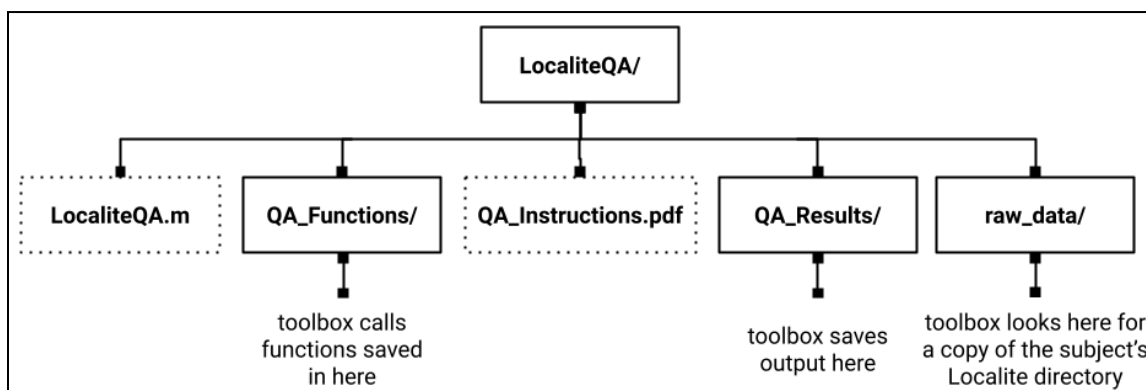 LocaliteQA/
LocaliteQA.m
QA_Functions/
QA_Instructions.pdf
QA_Results/
raw_data/
toolbox calls
functions saved
in here
toolbox saves
output here
toolbox looks here for
a copy of the subject's
Localite directory